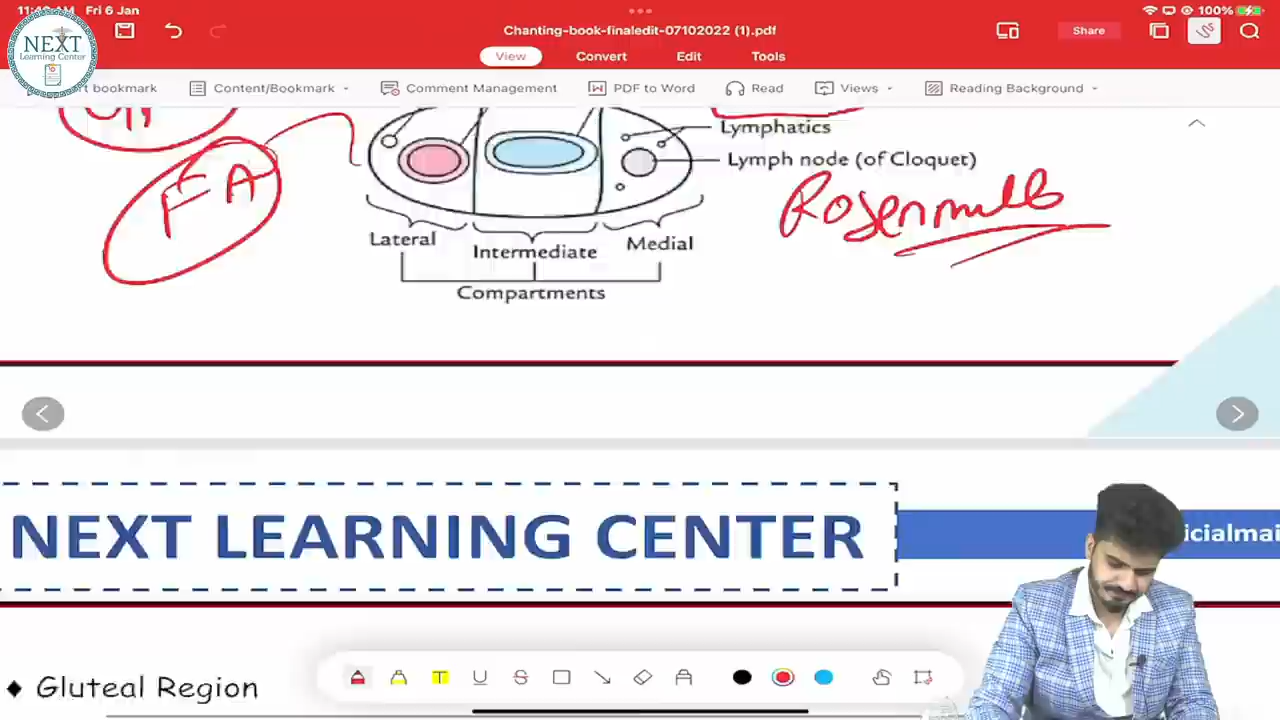 11:43 AM Fri 6 Jan
100%
NEXT
Learning Center
Chanting-book-finaledit-07102022 (1).pdf
Share
View Convert Edit Tools
bookmark Content/Bookmark Comment Management PDF to Word Read Views Reading Background
Lymphatics
FA
Lymph node (of Cloquet)
Lateral
Intermediate
Medial
Compartments
NEXT LEARNING CENTER
icialmai
♦ Gluteal Region